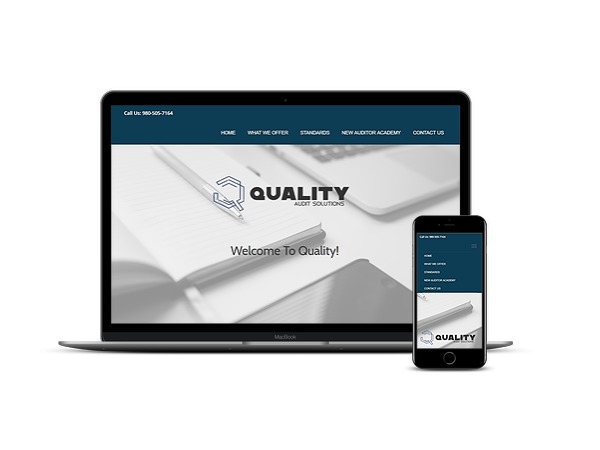 Call Us: 980-505-7164
HOME WHAT WE OFFER STANDARDS NEW AUDITOR ACADEMY CONTACT US
QUALITY
AUDIT SOLUTIONS
Welcome To Quality!
MacBook
Call Us: 980-505-7164
HOME
WHAT WE OFFER
STANDARDS
NEW AUDITOR ACADEMY
CONTACT US
QUALITY
AUDIT SOLUTIONS